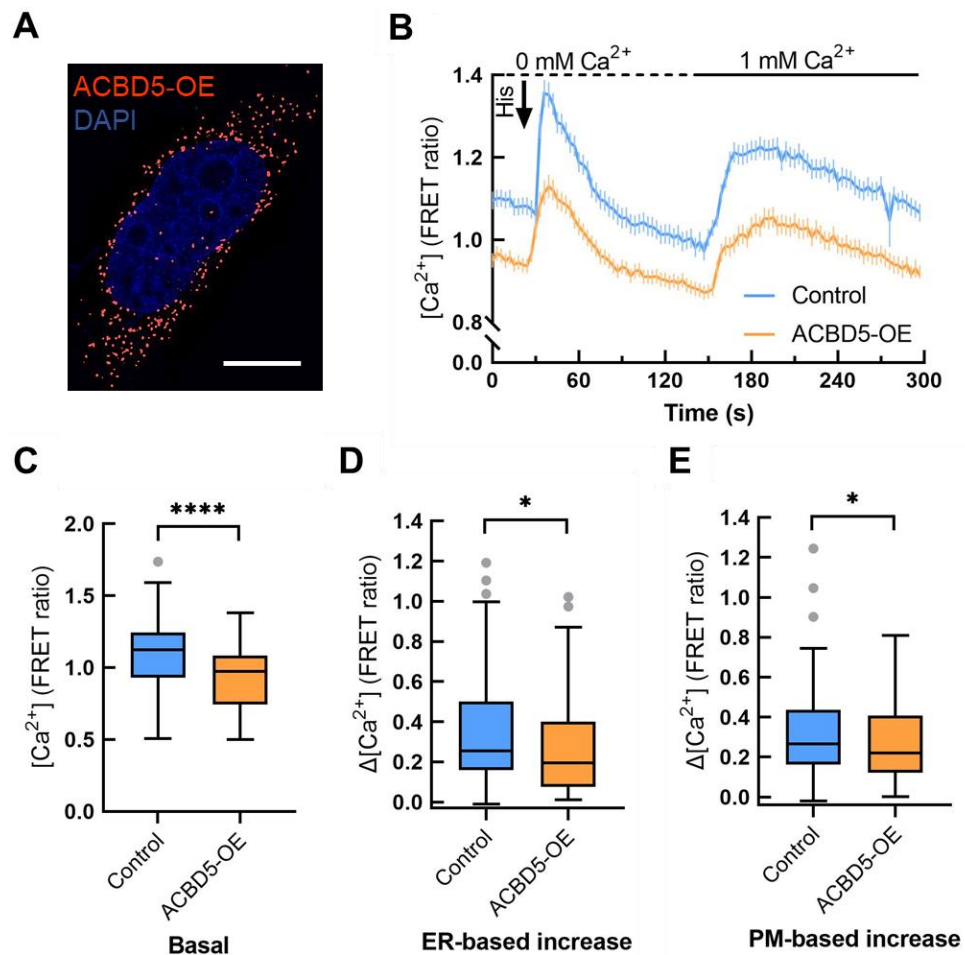 A
ACBD5-OE
DAPI
B
0 mM Ca²⁺
1 mM Ca²⁺
His
[Ca²⁺] (FRET ratio)
1.4
1.2
1.0
0.8
0.0
0
60
120
180
240
300
Time (s)
Control
ACBD5-OE
C
****
[Ca²⁺] (FRET ratio)
2.0
1.5
1.0
0.5
0.0
Control
ACBD5-OE
Basal
D
*
Δ[Ca²⁺] (FRET ratio)
1.4
1.2
1.0
0.8
0.6
0.4
0.2
0.0
Control
ACBD5-OE
ER-based increase
E
*
Δ[Ca²⁺] (FRET ratio)
1.4
1.2
1.0
0.8
0.6
0.4
0.2
0.0
Control
ACBD5-OE
PM-based increase